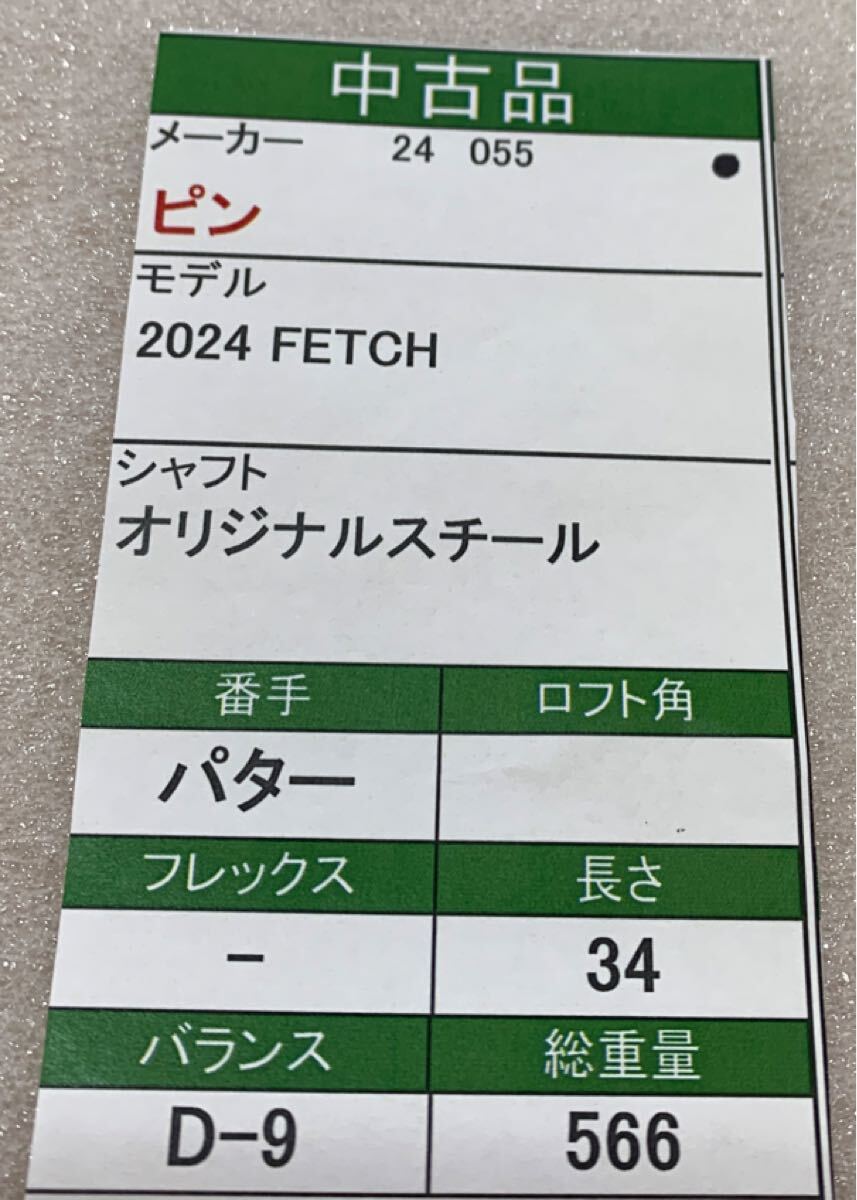 中古品
メーカー 24 055 ●
ピン
モデル
2024 FETCH
シャフト
オリジナルスチール
番手 ロフト角
パター
フレックス 長さ
- 34
バランス 総重量
D-9 566